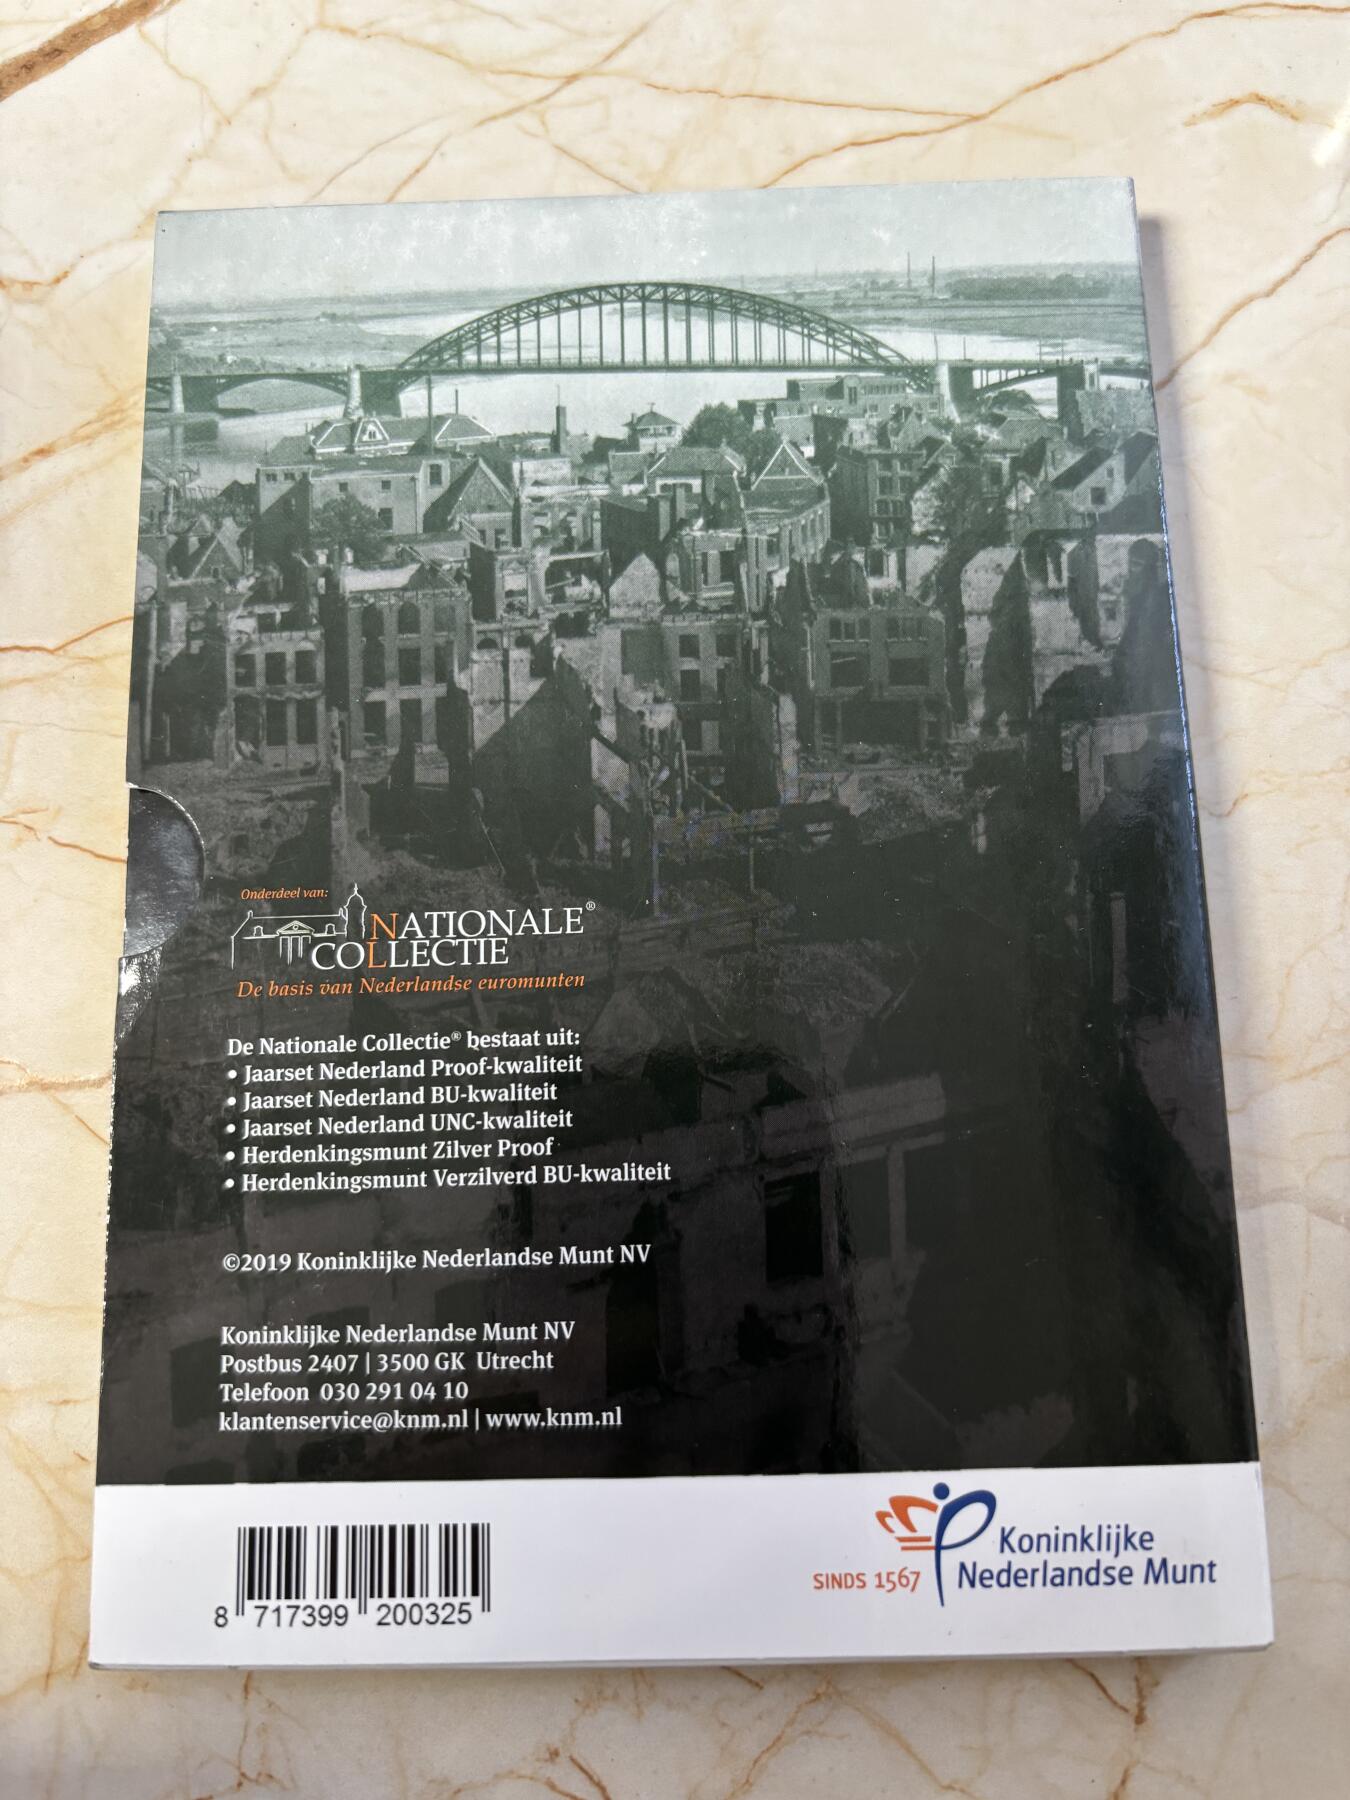 Onderdeel van:
NATIONALE®
COLLECTIE
De basis van Nederlandse euromunten
De Nationale Collectie® bestaat uit:
• Jaarset Nederland Proof-kwaliteit
• Jaarset Nederland BU-kwaliteit
• Jaarset Nederland UNC-kwaliteit
• Herdenkingsmunt Zilver Proof
• Herdenkingsmunt Verzilverd BU-kwaliteit
©2019 Koninklijke Nederlandse Munt NV
Koninklijke Nederlandse Munt NV
Postbus 2407 | 3500 GK Utrecht
Telefoon 030 291 04 10
klantenservice@knm.nl | www.knm.nl
8 717399 200325
SINDS 1567
Koninklijke
Nederlandse Munt